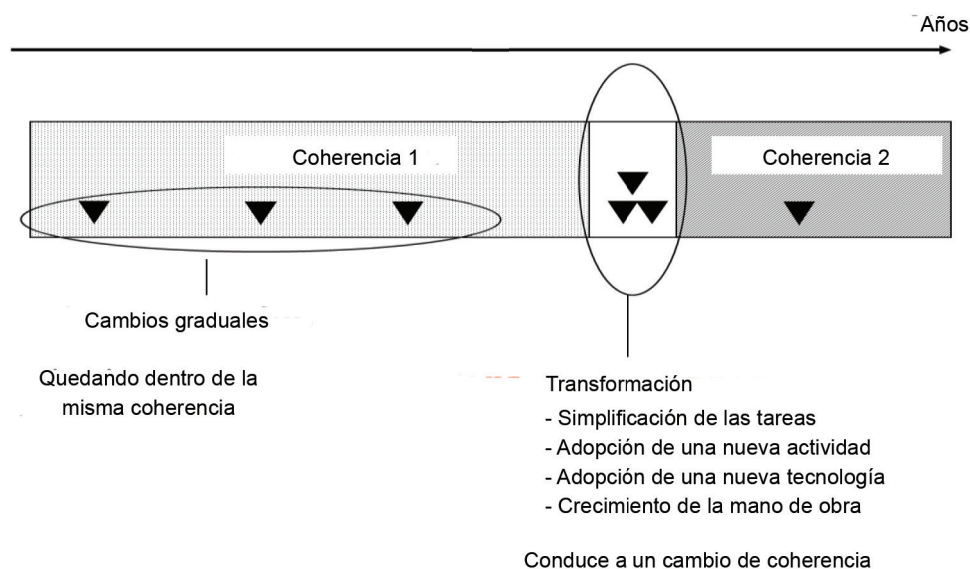 Años
Coherencia 1
Coherencia 2
Cambios graduales
Quedando dentro de la
misma coherencia
Transformación
- Simplificación de las tareas
- Adopción de una nueva actividad
- Adopción de una nueva tecnología
- Crecimiento de la mano de obra
Conduce a un cambio de coherencia